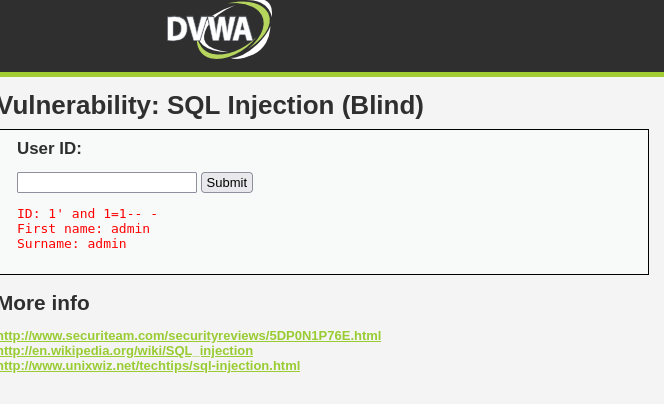 DVWA
Vulnerability: SQL Injection (Blind)
User ID:
Submit
ID: 1' and 1=1-- -
First name: admin
Surname: admin
More info
http://www.securiteam.com/securityreviews/5DP0N1P76E.html
http://en.wikipedia.org/wiki/SQL_injection
http://www.unixwiz.net/techtips/sql-injection.html